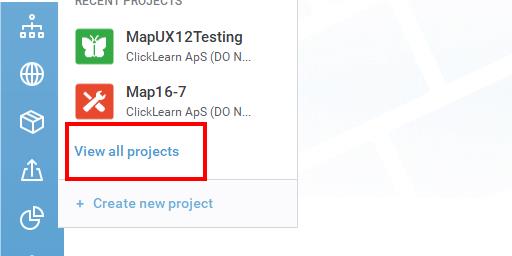 RECENT PROJECTS
MapUX12Testing
ClickLearn ApS (DO N...
Map16-7
ClickLearn ApS (DO N...
View all projects
+ Create new project